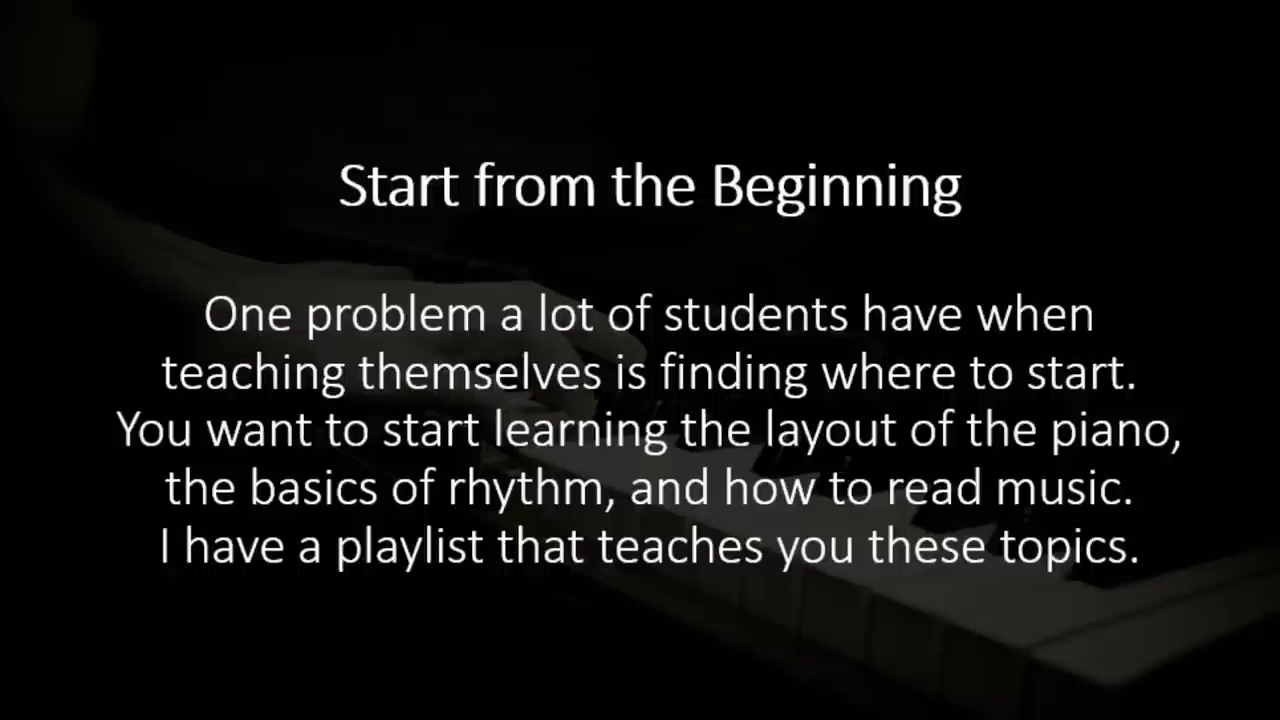 Start from the Beginning
One problem a lot of students have when
teaching themselves is finding where to start.
You want to start learning the layout of the piano,
the basics of rhythm, and how to read music.
I have a playlist that teaches you these topics.